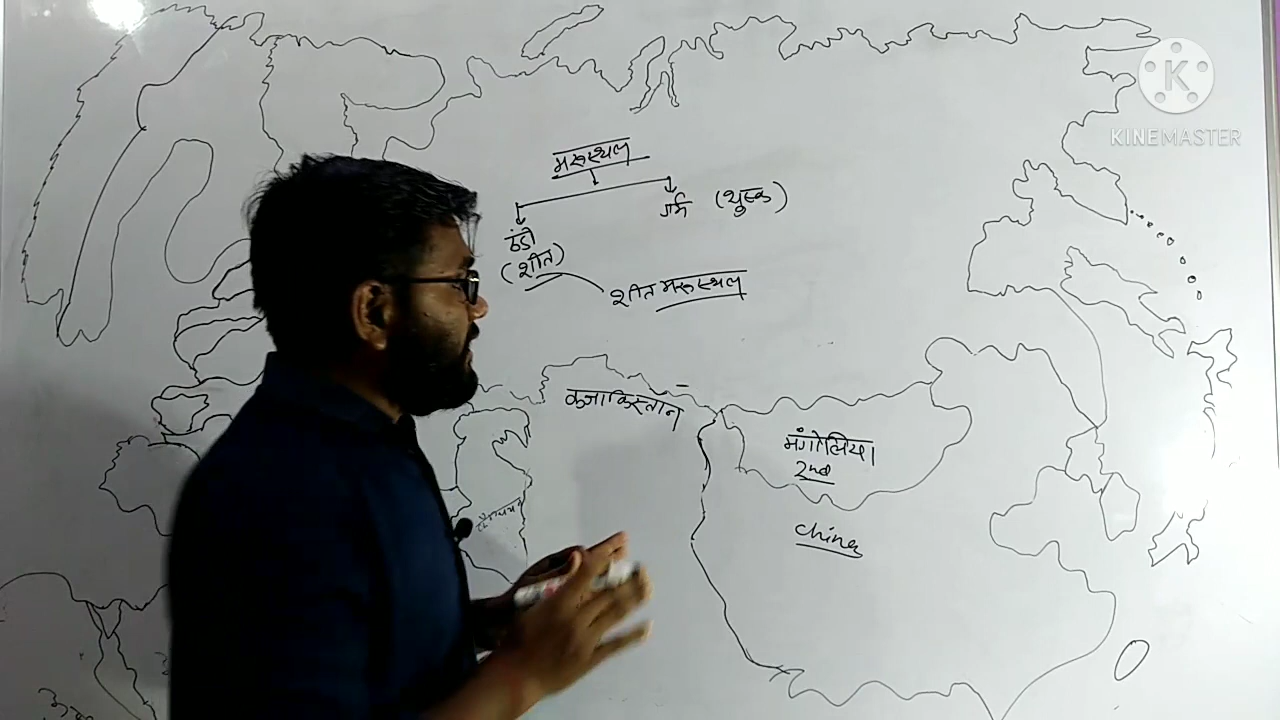 KINEMASTER
मरूस्थल
ठंडी
(शीत)
गर्म (शुष्क)
शीत मरूस्थल
कजाकिस्तान
मंगोलिया
2nd
China